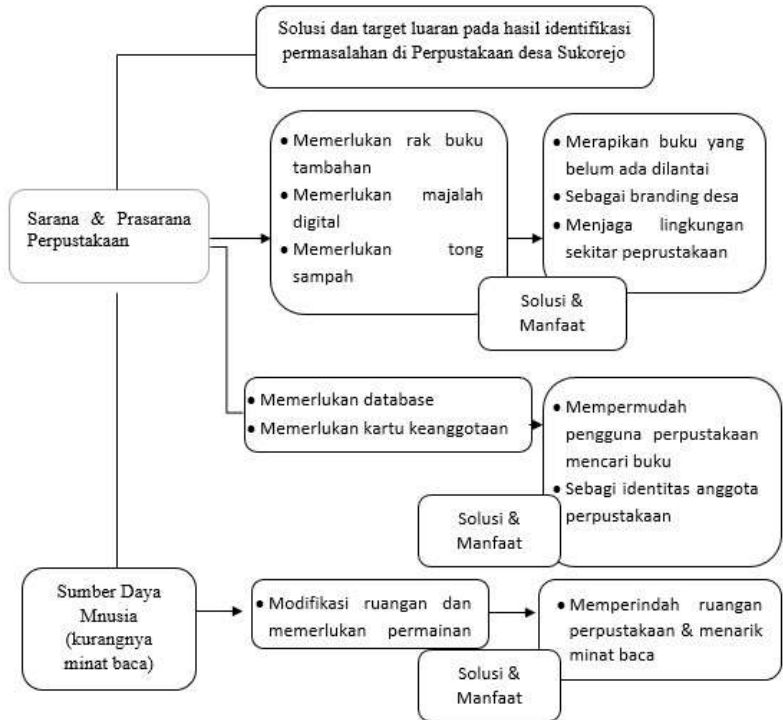 Solusi dan target luaran pada hasil identifikasi
permasalahan di Perpustakaan desa Sukorejo
Sarana & Prasarana
Perpustakaan
• Memerlukan rak buku
tambahan
• Memerlukan majalah
digital
• Memerlukan tong
sampah
• Merapikan buku yang
belum ada dilantai
• Sebagai branding desa
• Menjaga lingkungan
sekitar peprustakaan
Solusi &
Manfaat
• Memerlukan database
• Memerlukan kartu keanggotaan
• Mempermudah
pengguna perpustakaan
mencari buku
• Sebagi identitas anggota
perpustakaan
Solusi &
Manfaat
Sumber Daya
Mnusia
(kurangnya
minat baca)
• Modifikasi ruangan dan
memerlukan permainan
• Memperindah ruangan
perpustakaan & menarik
minat baca
Solusi &
Manfaat